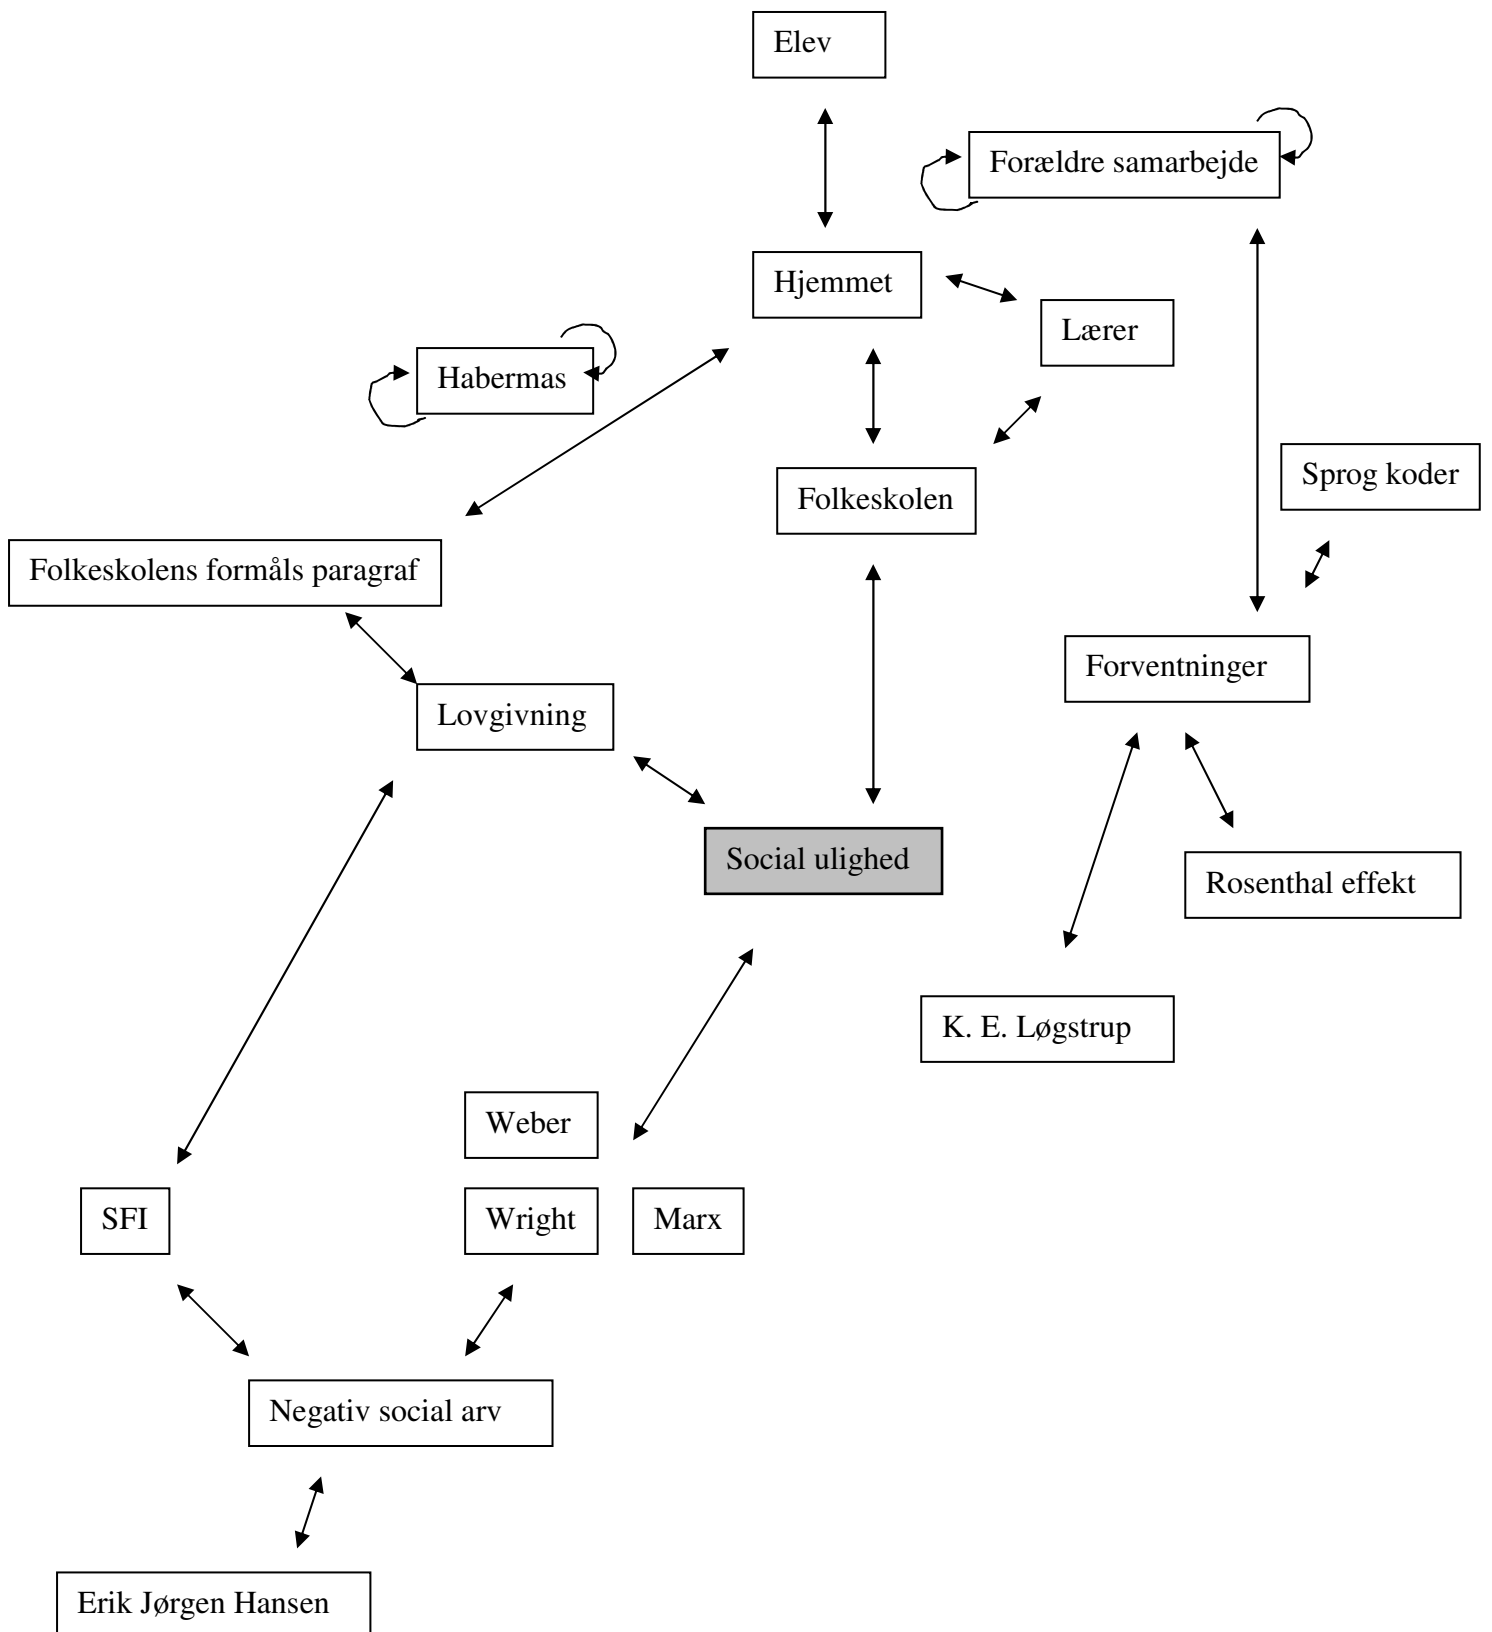 Elev
Forældre samarbejde
Hjemmet
Lærer
Habermas
Sprog koder
Folkeskolen
Folkeskolens formåls paragraf
Forventninger
Lovgivning
Social ulighed
Rosenthal effekt
K. E. Løgstrup
Weber
SFI
Wright
Marx
Negativ social arv
Erik Jørgen Hansen